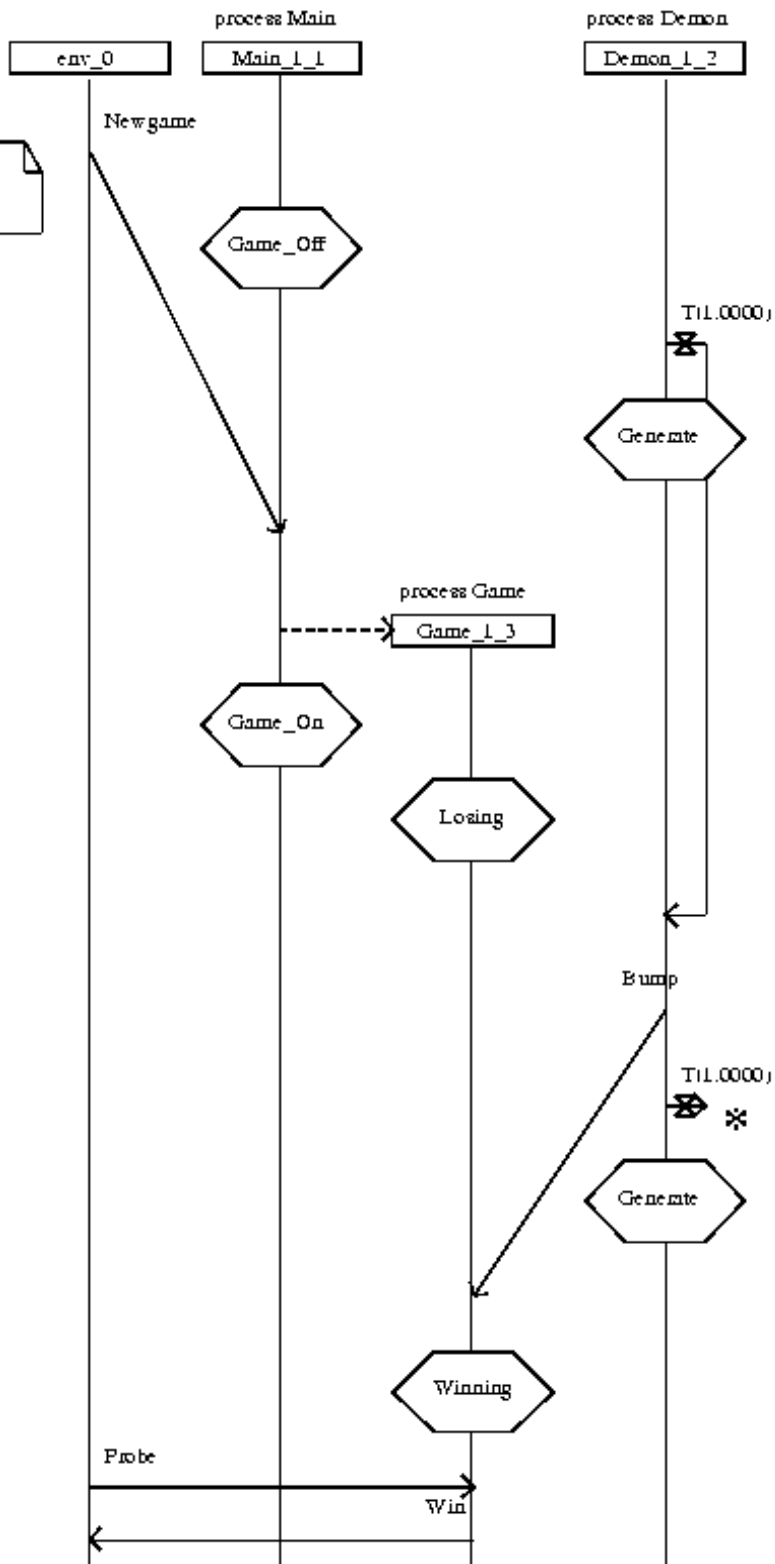 process Main
process Demon
env_0
Main_1_1
Demon_1_2
Newgame
Game_Off
T(1.0000)
Generate
process Game
Game_1_3
Game_On
Losing
Bump
T(1.0000)
*
Generate
Winning
Probe
Win